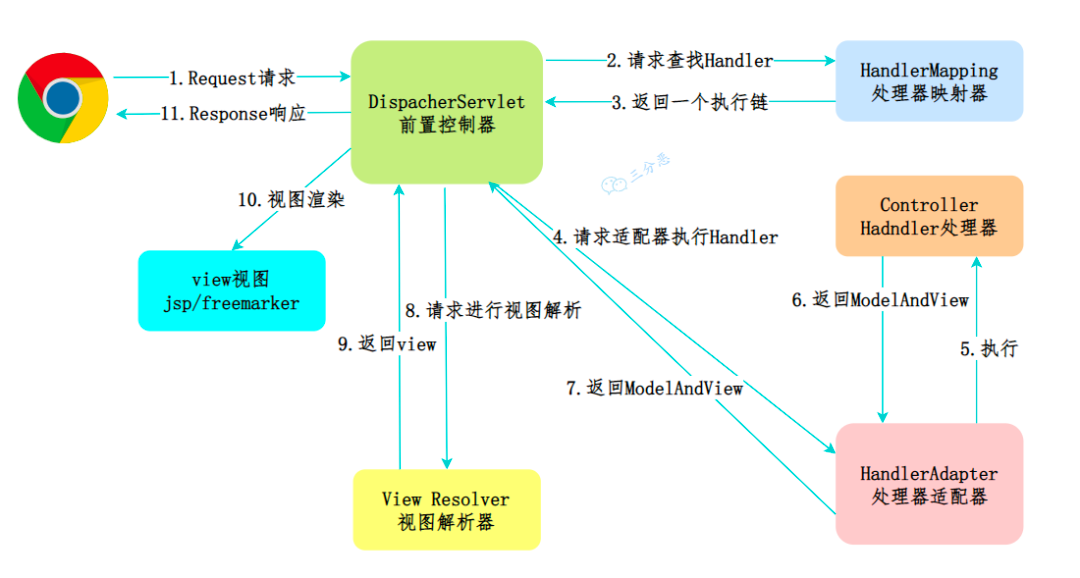 1.Request请求
11.Response响应
DispacherServlet
前置控制器
2.请求查找Handler
3.返回一个执行链
HandlerMapping
处理器映射器
三分恶
10.视图渲染
view视图
jsp/freemarker
4.请求适配器执行Handler
Controller
Hadndler处理器
6.返回ModelAndView
5.执行
8.请求进行视图解析
9.返回view
7.返回ModelAndView
View Resolver
视图解析器
HandlerAdapter
处理器适配器